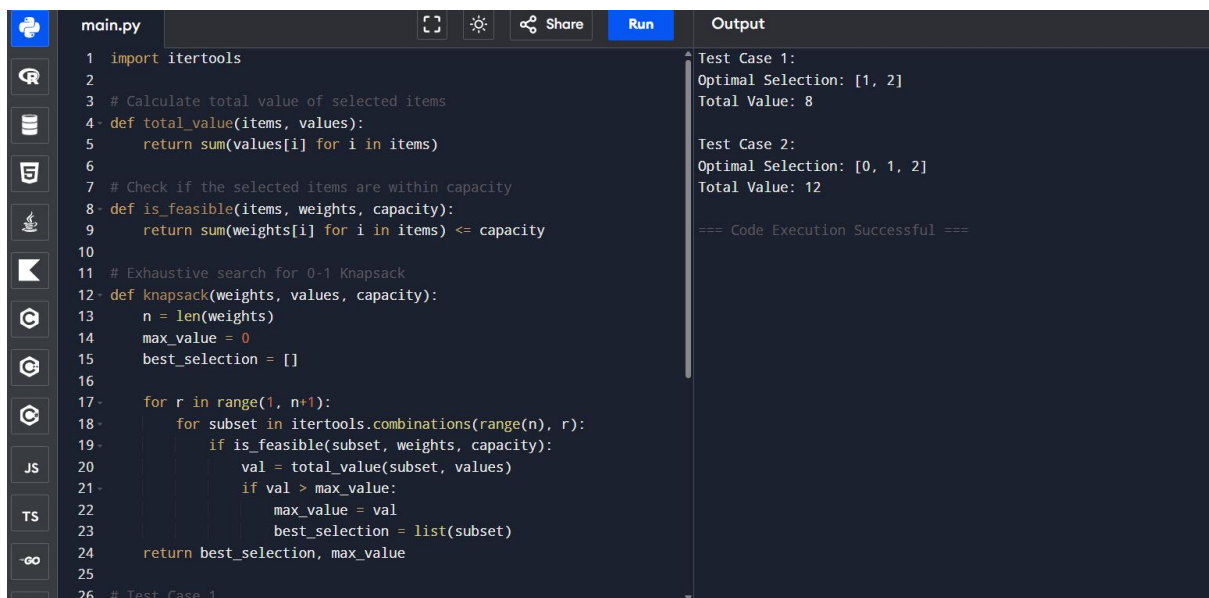 main.py
Share
Run
Output
1 import itertools
2
3 # Calculate total value of selected items
4 def total_value(items, values):
5     return sum(values[i] for i in items)
6
7 # Check if the selected items are within capacity
8 def is_feasible(items, weights, capacity):
9     return sum(weights[i] for i in items) <= capacity
10
11 # Exhaustive search for 0-1 Knapsack
12 def knapsack(weights, values, capacity):
13     n = len(weights)
14     max_value = 0
15     best_selection = []
16
17     for r in range(1, n+1):
18         for subset in itertools.combinations(range(n), r):
19             if is_feasible(subset, weights, capacity):
20                 val = total_value(subset, values)
21                 if val > max_value:
22                     max_value = val
23                     best_selection = list(subset)
24     return best_selection, max_value
25
26 # Test Case 1
Test Case 1:
Optimal Selection: [1, 2]
Total Value: 8
Test Case 2:
Optimal Selection: [0, 1, 2]
Total Value: 12
=== Code Execution Successful ===
R
5
C
C
C
JS
TS
GO